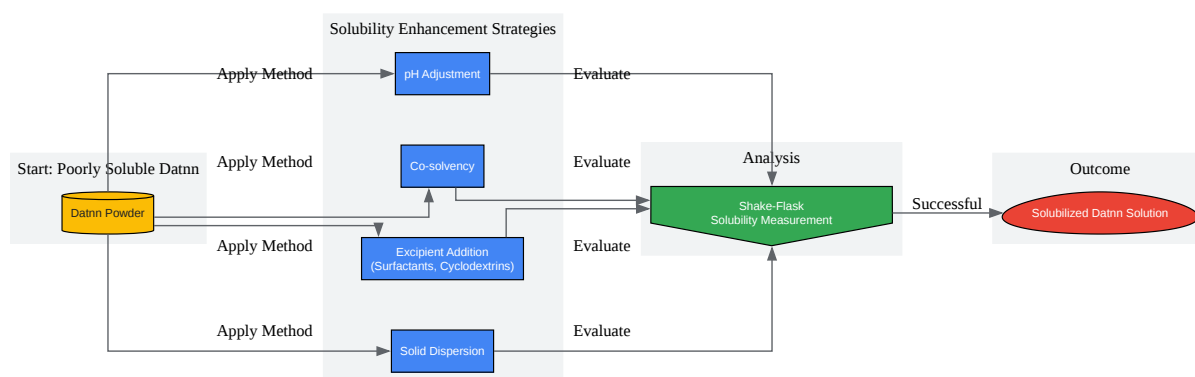 Solubility Enhancement Strategies
Apply Method
pH Adjustment
Evaluate
Apply Method
Co-solvency
Evaluate
Analysis
Start: Poorly Soluble Datnn
Outcome
Datnn Powder
Shake-Flask
Solubility Measurement
Successful
Solubilized Datnn Solution
Apply Method
Excipient Addition
(Surfactants, Cyclodextrins)
Evaluate
Apply Method
Solid Dispersion
Evaluate